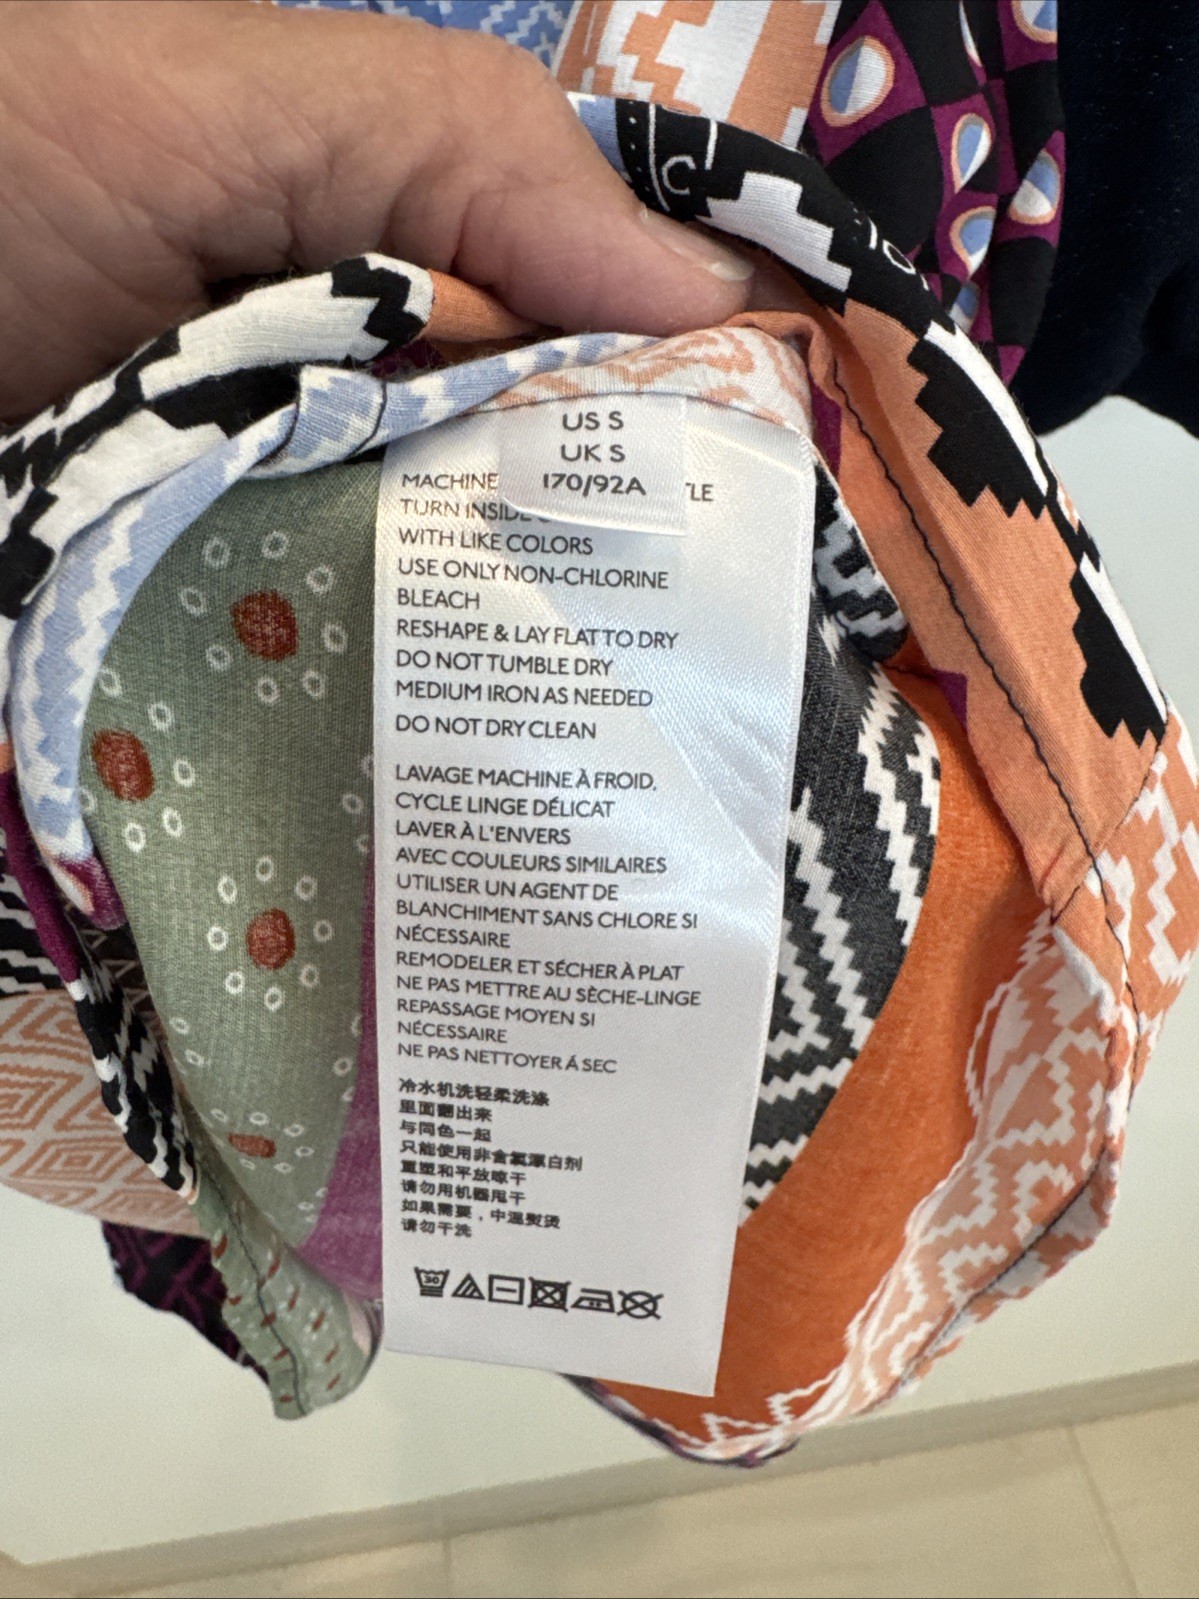 US S
UK S
170/92A
MACHINE
TURN INSIDE
WITH LIKE COLORS
USE ONLY NON-CHLORINE
BLEACH
RESHAPE & LAY FLAT TO DRY
DO NOT TUMBLE DRY
MEDIUM IRON AS NEEDED
DO NOT DRY CLEAN
LAVAGE MACHINE À FROID,
CYCLE LINGE DÉLICAT
LAVER À L'ENVERS
AVEC COULEURS SIMILAIRES
UTILISER UN AGENT DE
BLANCHIMENT SANS CHLORE SI
NÉCESSAIRE
REMODELER ET SÉCHER À PLAT
NE PAS METTRE AU SÈCHE-LINGE
REPASSAGE MOYEN SI
NÉCESSAIRE
NE PAS NETTOYER Á SEC
冷水机洗轻柔洗涤
里面翻出来
与同色一起
只能使用非含氯漂白剂
重塑和平放晾干
请勿用机器甩干
如果需要，中温熨烫
请勿干洗
30